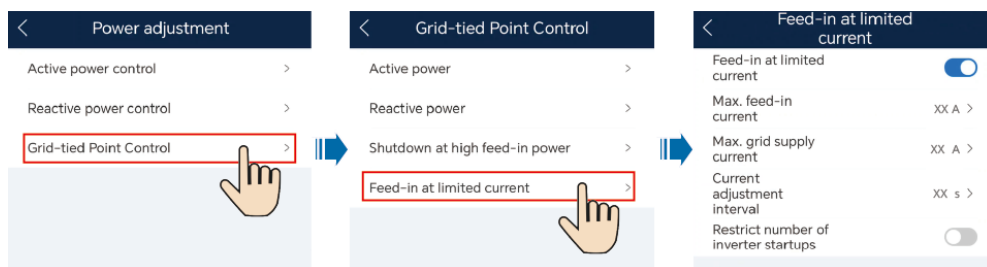 Power adjustment
Active power control
Reactive power control
Grid-tied Point Control
Grid-tied Point Control
Active power
Reactive power
Shutdown at high feed-in power
Feed-in at limited current
Feed-in at limited
current
Feed-in at limited
current
Max. feed-in
current
XX A
Max. grid supply
current
XX A
Current
adjustment
interval
XX s
Restrict number of
inverter startups